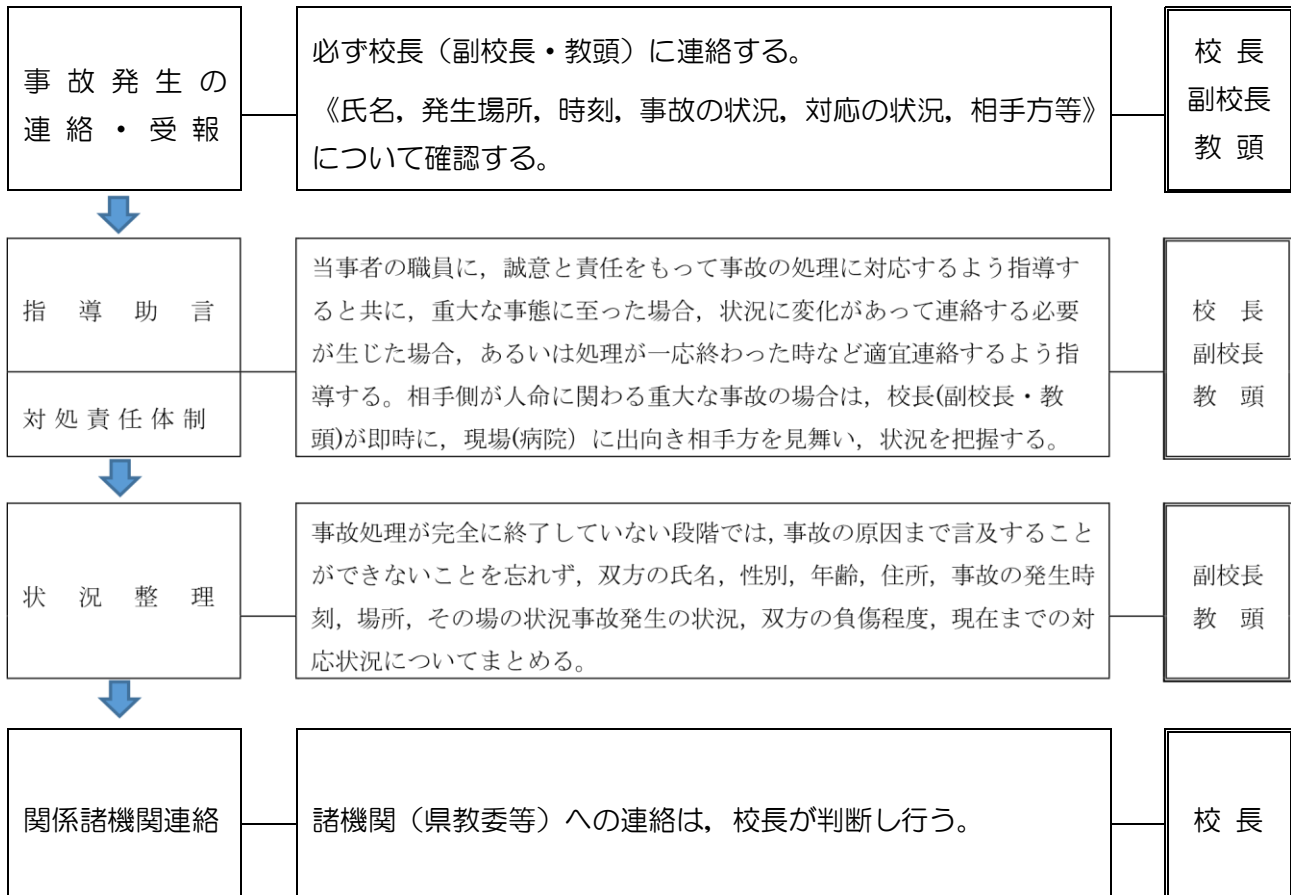 事故発生の
連絡・受報
必ず校長（副校長・教頭）に連絡する。
《氏名，発生場所，時刻，事故の状況，対応の状況，相手方等》
について確認する。
校長
副校長
教頭
指導助言
対処責任体制
当事者の職員に，誠意と責任をもって事故の処理に対応するよう指導す
ると共に，重大な事態に至った場合，状況に変化があって連絡する必要
が生じた場合，あるいは処理が一応終わった時など適宜連絡するよう指
導する。相手側が人命に関わる重大な事故の場合は，校長(副校長・教
頭)が即時に，現場(病院）に出向き相手方を見舞い，状況を把握する。
校長
副校長
教頭
状況整理
事故処理が完全に終了していない段階では，事故の原因まで言及すること
ができないことを忘れず，双方の氏名，性別，年齢，住所，事故の発生時
刻，場所，その場の状況事故発生の状況，双方の負傷程度，現在までの対
応状況についてまとめる。
副校長
教頭
関係諸機関連絡
諸機関（県教委等）への連絡は，校長が判断し行う。
校長